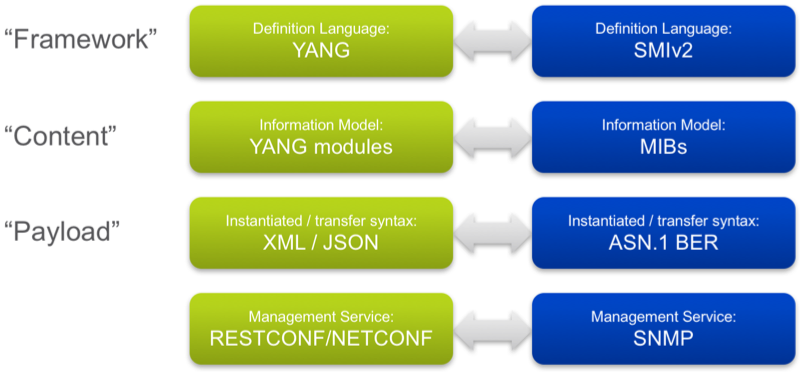 “Framework”
Definition Language:
YANG
Definition Language:
SMIv2
“Content”
Information Model:
YANG modules
Information Model:
MIBs
“Payload”
Instantiated / transfer syntax:
XML / JSON
Instantiated / transfer syntax:
ASN.1 BER
Management Service:
RESTCONF/NETCONF
Management Service:
SNMP